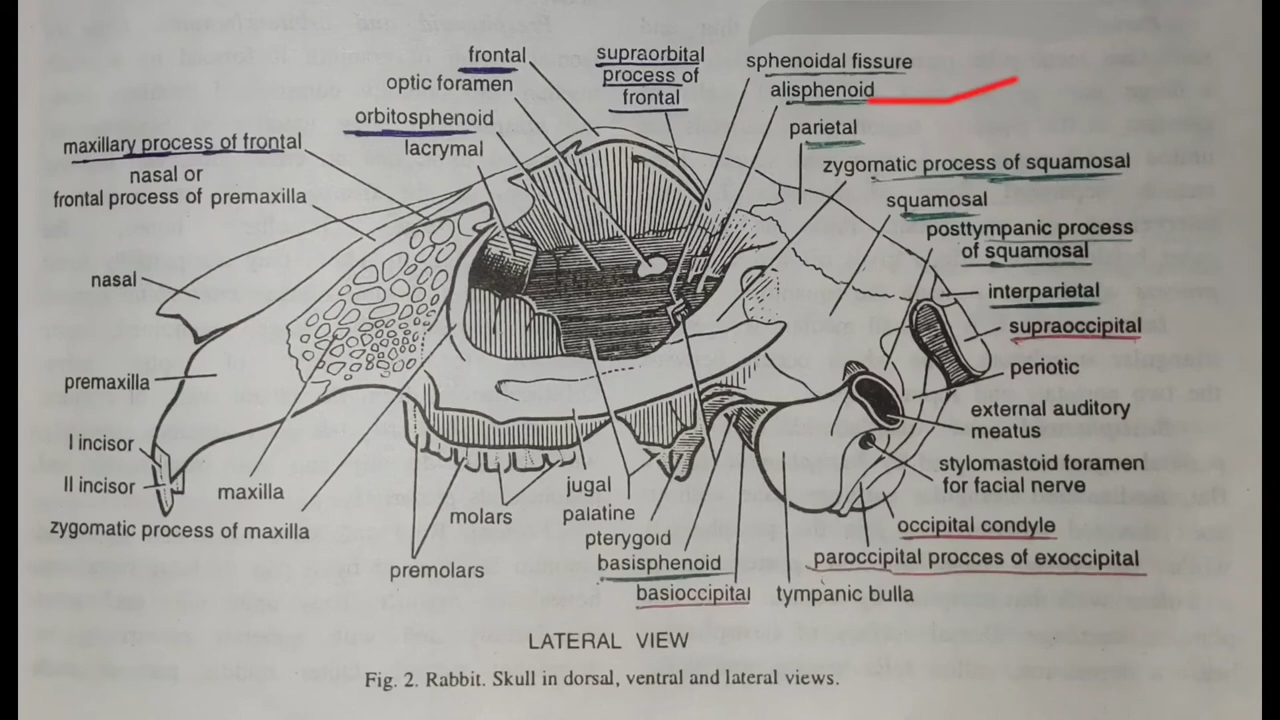 frontal
optic foramen
orbitosphenoid
lacrymal
maxillary process of frontal
nasal or
frontal process of premaxilla
nasal
premaxilla
I incisor
II incisor
maxilla
zygomatic process of maxilla
premolars
molars
supraorbital
process of
frontal
sphenoidal fissure
alisphenoid
parietal
zygomatic process of squamosal
squamosal
posttympanic process
of squamosal
interparietal
supraoccipital
periotic
external auditory
meatus
stylomastoid foramen
for facial nerve
occipital condyle
paroccipital procces of exoccipital
jugal
palatine
pterygoid
basisphenoid
basioccipital
tympanic bulla
LATERAL VIEW
Fig. 2. Rabbit. Skull in dorsal, ventral and lateral views.